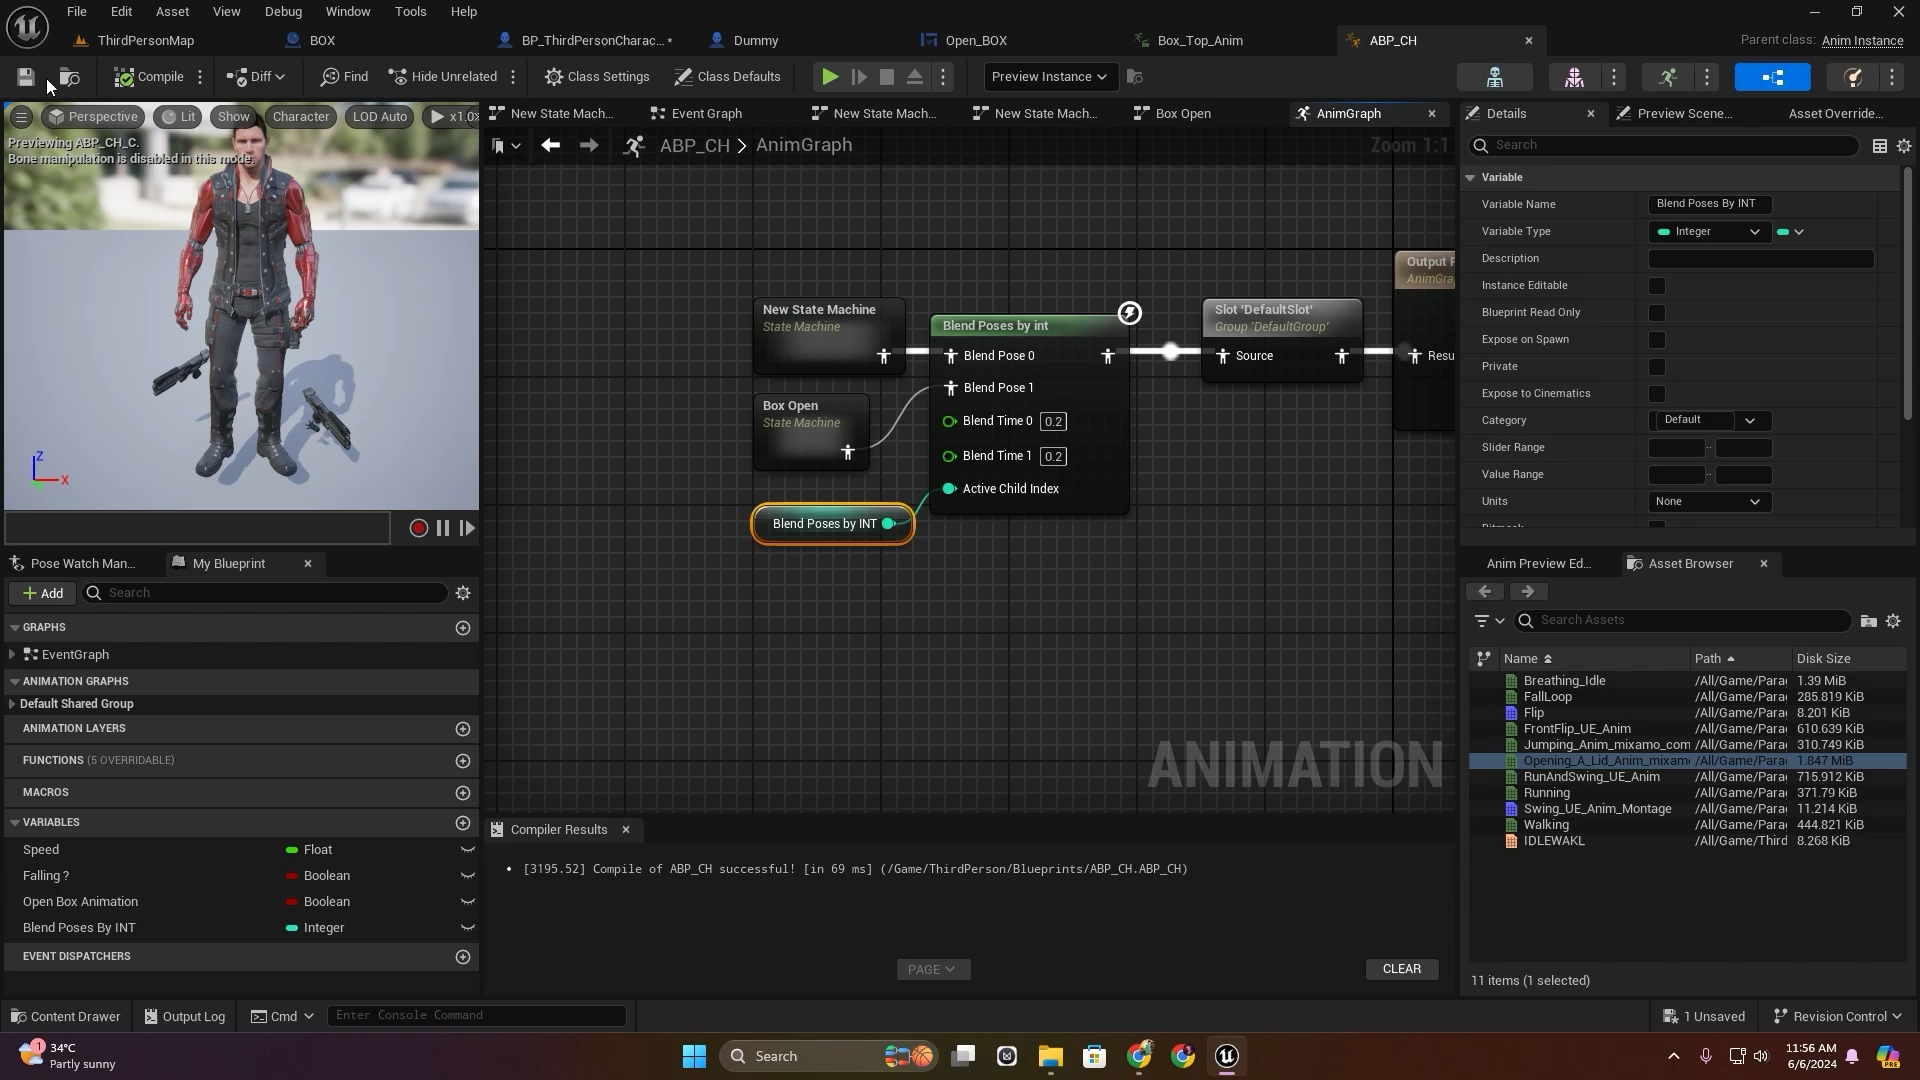 File Edit Asset View Debug Window Tools Help
ThirdPersonMap BOX BP_ThirdPersonCharac...* Dummy Open_BOX Box_Top_Anim ABP_CH Parent class: Anim Instance
Compile Diff Find Hide Unrelated Class Settings Class Defaults Preview Instance
Perspective Lit Show Character LOD Auto x1.0
Previewing ABP_CH_C.
Bone manipulation is disabled in this mode.
Z
X
New State Mach... Event Graph New State Mach... New State Mach... Box Open AnimGraph
ABP_CH > AnimGraph Zoom 1:1
New State Machine
State Machine
Box Open
State Machine
Blend Poses by INT
Blend Poses by int
Blend Pose 0
Blend Pose 1
Blend Time 0 0.2
Blend Time 1 0.2
Active Child Index
Slot 'DefaultSlot'
Group 'DefaultGroup'
Source
Output P
AnimGra
Resu
ANIMATION
Compiler Results
• [3195.52] Compile of ABP_CH successful! [in 69 ms] (/Game/ThirdPerson/Blueprints/ABP_CH.ABP_CH)
PAGE CLEAR
Pose Watch Man... My Blueprint
Add Search
GRAPHS
EventGraph
ANIMATION GRAPHS
Default Shared Group
ANIMATION LAYERS
FUNCTIONS (5 OVERRIDABLE)
MACROS
VARIABLES
Speed Float
Falling ? Boolean
Open Box Animation Boolean
Blend Poses By INT Integer
EVENT DISPATCHERS
Details Preview Scene... Asset Override...
Search
Variable
Variable Name Blend Poses By INT
Variable Type Integer
Description
Instance Editable
Blueprint Read Only
Expose on Spawn
Private
Expose to Cinematics
Category Default
Slider Range
Value Range
Units None
Anim Preview Ed... Asset Browser
Search Assets
Name Path Disk Size
Breathing_Idle /All/Game/Para 1.39 MiB
FallLoop /All/Game/Para 285.819 KiB
Flip /All/Game/Para 8.201 KiB
FrontFlip_UE_Anim /All/Game/Para 610.639 KiB
Jumping_Anim_mixamo_com /All/Game/Para 310.749 KiB
Opening_A_Lid_Anim_mixam /All/Game/Para 1.847 MiB
RunAndSwing_UE_Anim /All/Game/Para 715.912 KiB
Running /All/Game/Para 371.79 KiB
Swing_UE_Anim_Montage /All/Game/Para 11.214 KiB
Walking /All/Game/Para 444.821 KiB
IDLEWAKL /All/Game/Third 8.268 KiB
11 items (1 selected)
Content Drawer Output Log Cmd Enter Console Command 1 Unsaved Revision Control
1 34°C
Partly sunny
Search
11:56 AM
6/6/2024
PRE